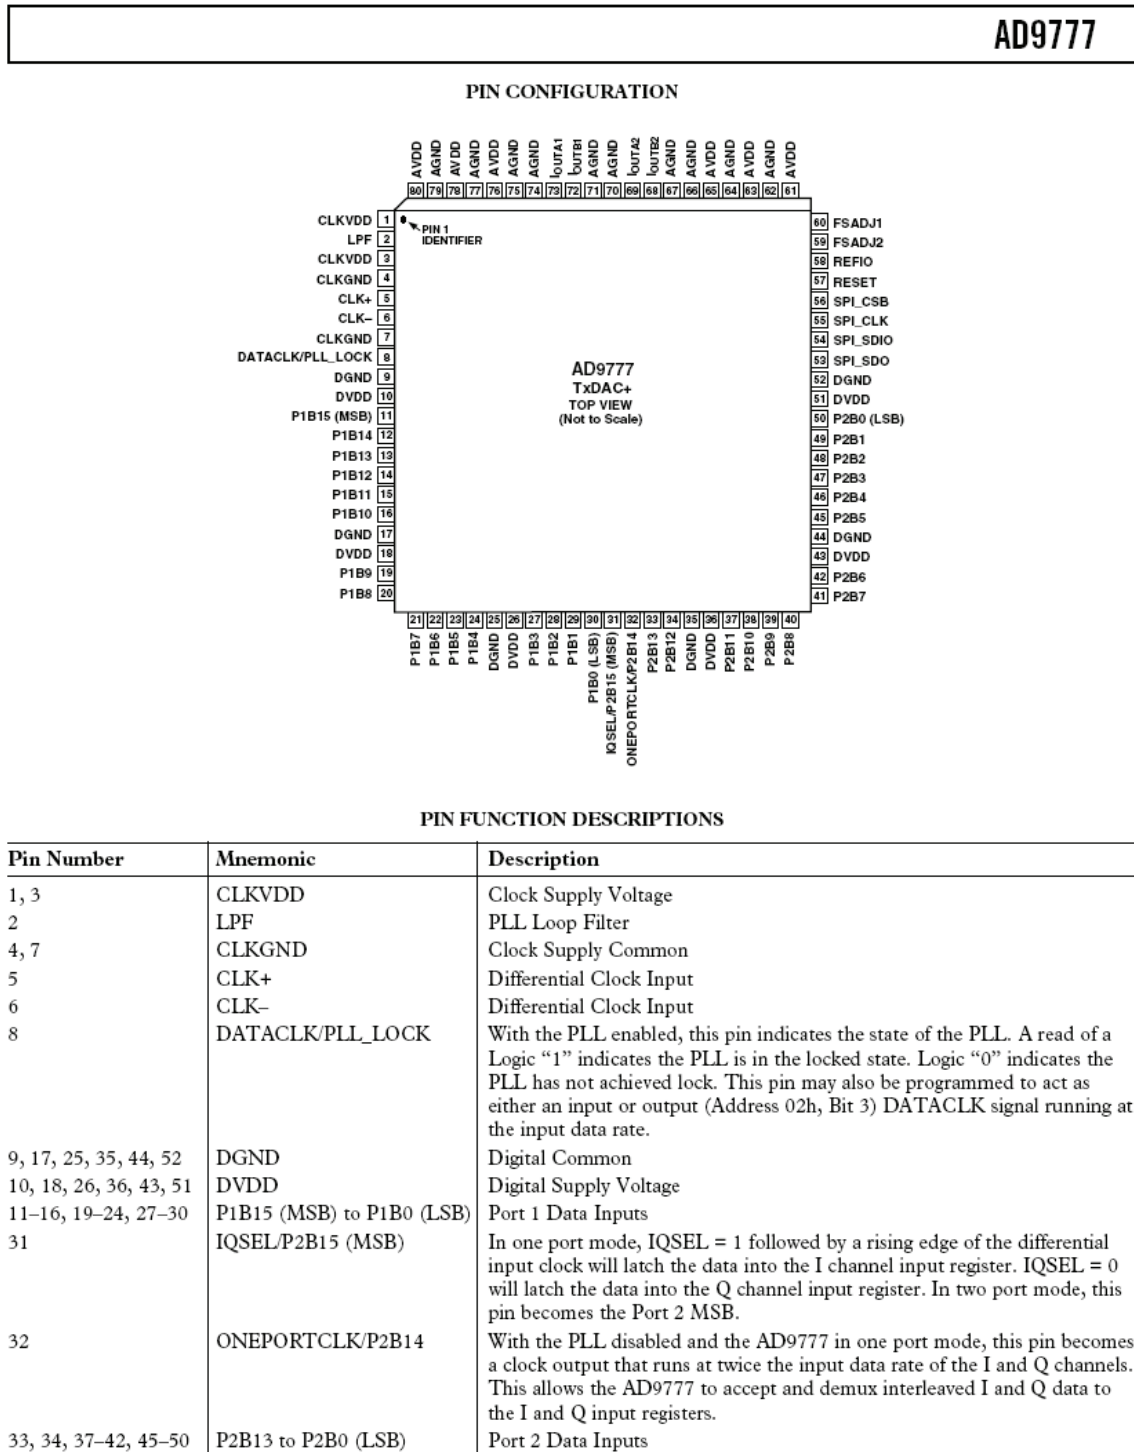 AD9777
PIN CONFIGURATION
AVDD AGND AVDD AGND AVDD AGND AGND IOUTA1 IOUTB1 AGND AGND IOUTA2 IOUTB2 AGND AGND AVDD AGND AVDD AGND AVDD
80 79 78 77 76 75 74 73 72 71 70 69 68 67 66 65 64 63 62 61
CLKVDD 1
LPF 2
CLKVDD 3
CLKGND 4
CLK+ 5
CLK– 6
CLKGND 7
DATACLK/PLL_LOCK 8
DGND 9
DVDD 10
P1B15 (MSB) 11
P1B14 12
P1B13 13
P1B12 14
P1B11 15
P1B10 16
DGND 17
DVDD 18
P1B9 19
P1B8 20
PIN 1
IDENTIFIER
AD9777
TxDAC+
TOP VIEW
(Not to Scale)
60 FSADJ1
59 FSADJ2
58 REFIO
57 RESET
56 SPI_CSB
55 SPI_CLK
54 SPI_SDIO
53 SPI_SDO
52 DGND
51 DVDD
50 P2B0 (LSB)
49 P2B1
48 P2B2
47 P2B3
46 P2B4
45 P2B5
44 DGND
43 DVDD
42 P2B6
41 P2B7
21 22 23 24 25 26 27 28 29 30 31 32 33 34 35 36 37 38 39 40
P1B7 P1B6 P1B5 P1B4 DGND DVDD P1B3 P1B2 P1B1 P1B0 (LSB) IQSEL/P2B15 (MSB) ONEPORTCLK/P2B14 P2B13 P2B12 DGND DVDD P2B11 P2B10 P2B9 P2B8
PIN FUNCTION DESCRIPTIONS
Pin Number Mnemonic Description
1, 3 CLKVDD Clock Supply Voltage
2 LPF PLL Loop Filter
4, 7 CLKGND Clock Supply Common
5 CLK+ Differential Clock Input
6 CLK– Differential Clock Input
8 DATACLK/PLL_LOCK With the PLL enabled, this pin indicates the state of the PLL. A read of a
Logic “1” indicates the PLL is in the locked state. Logic “0” indicates the
PLL has not achieved lock. This pin may also be programmed to act as
either an input or output (Address 02h, Bit 3) DATACLK signal running at
the input data rate.
9, 17, 25, 35, 44, 52 DGND Digital Common
10, 18, 26, 36, 43, 51 DVDD Digital Supply Voltage
11–16, 19–24, 27–30 P1B15 (MSB) to P1B0 (LSB) Port 1 Data Inputs
31 IQSEL/P2B15 (MSB) In one port mode, IQSEL = 1 followed by a rising edge of the differential
input clock will latch the data into the I channel input register. IQSEL = 0
will latch the data into the Q channel input register. In two port mode, this
pin becomes the Port 2 MSB.
32 ONEPORTCLK/P2B14 With the PLL disabled and the AD9777 in one port mode, this pin becomes
a clock output that runs at twice the input data rate of the I and Q channels.
This allows the AD9777 to accept and demux interleaved I and Q data to
the I and Q input registers.
33, 34, 37–42, 45–50 P2B13 to P2B0 (LSB) Port 2 Data Inputs